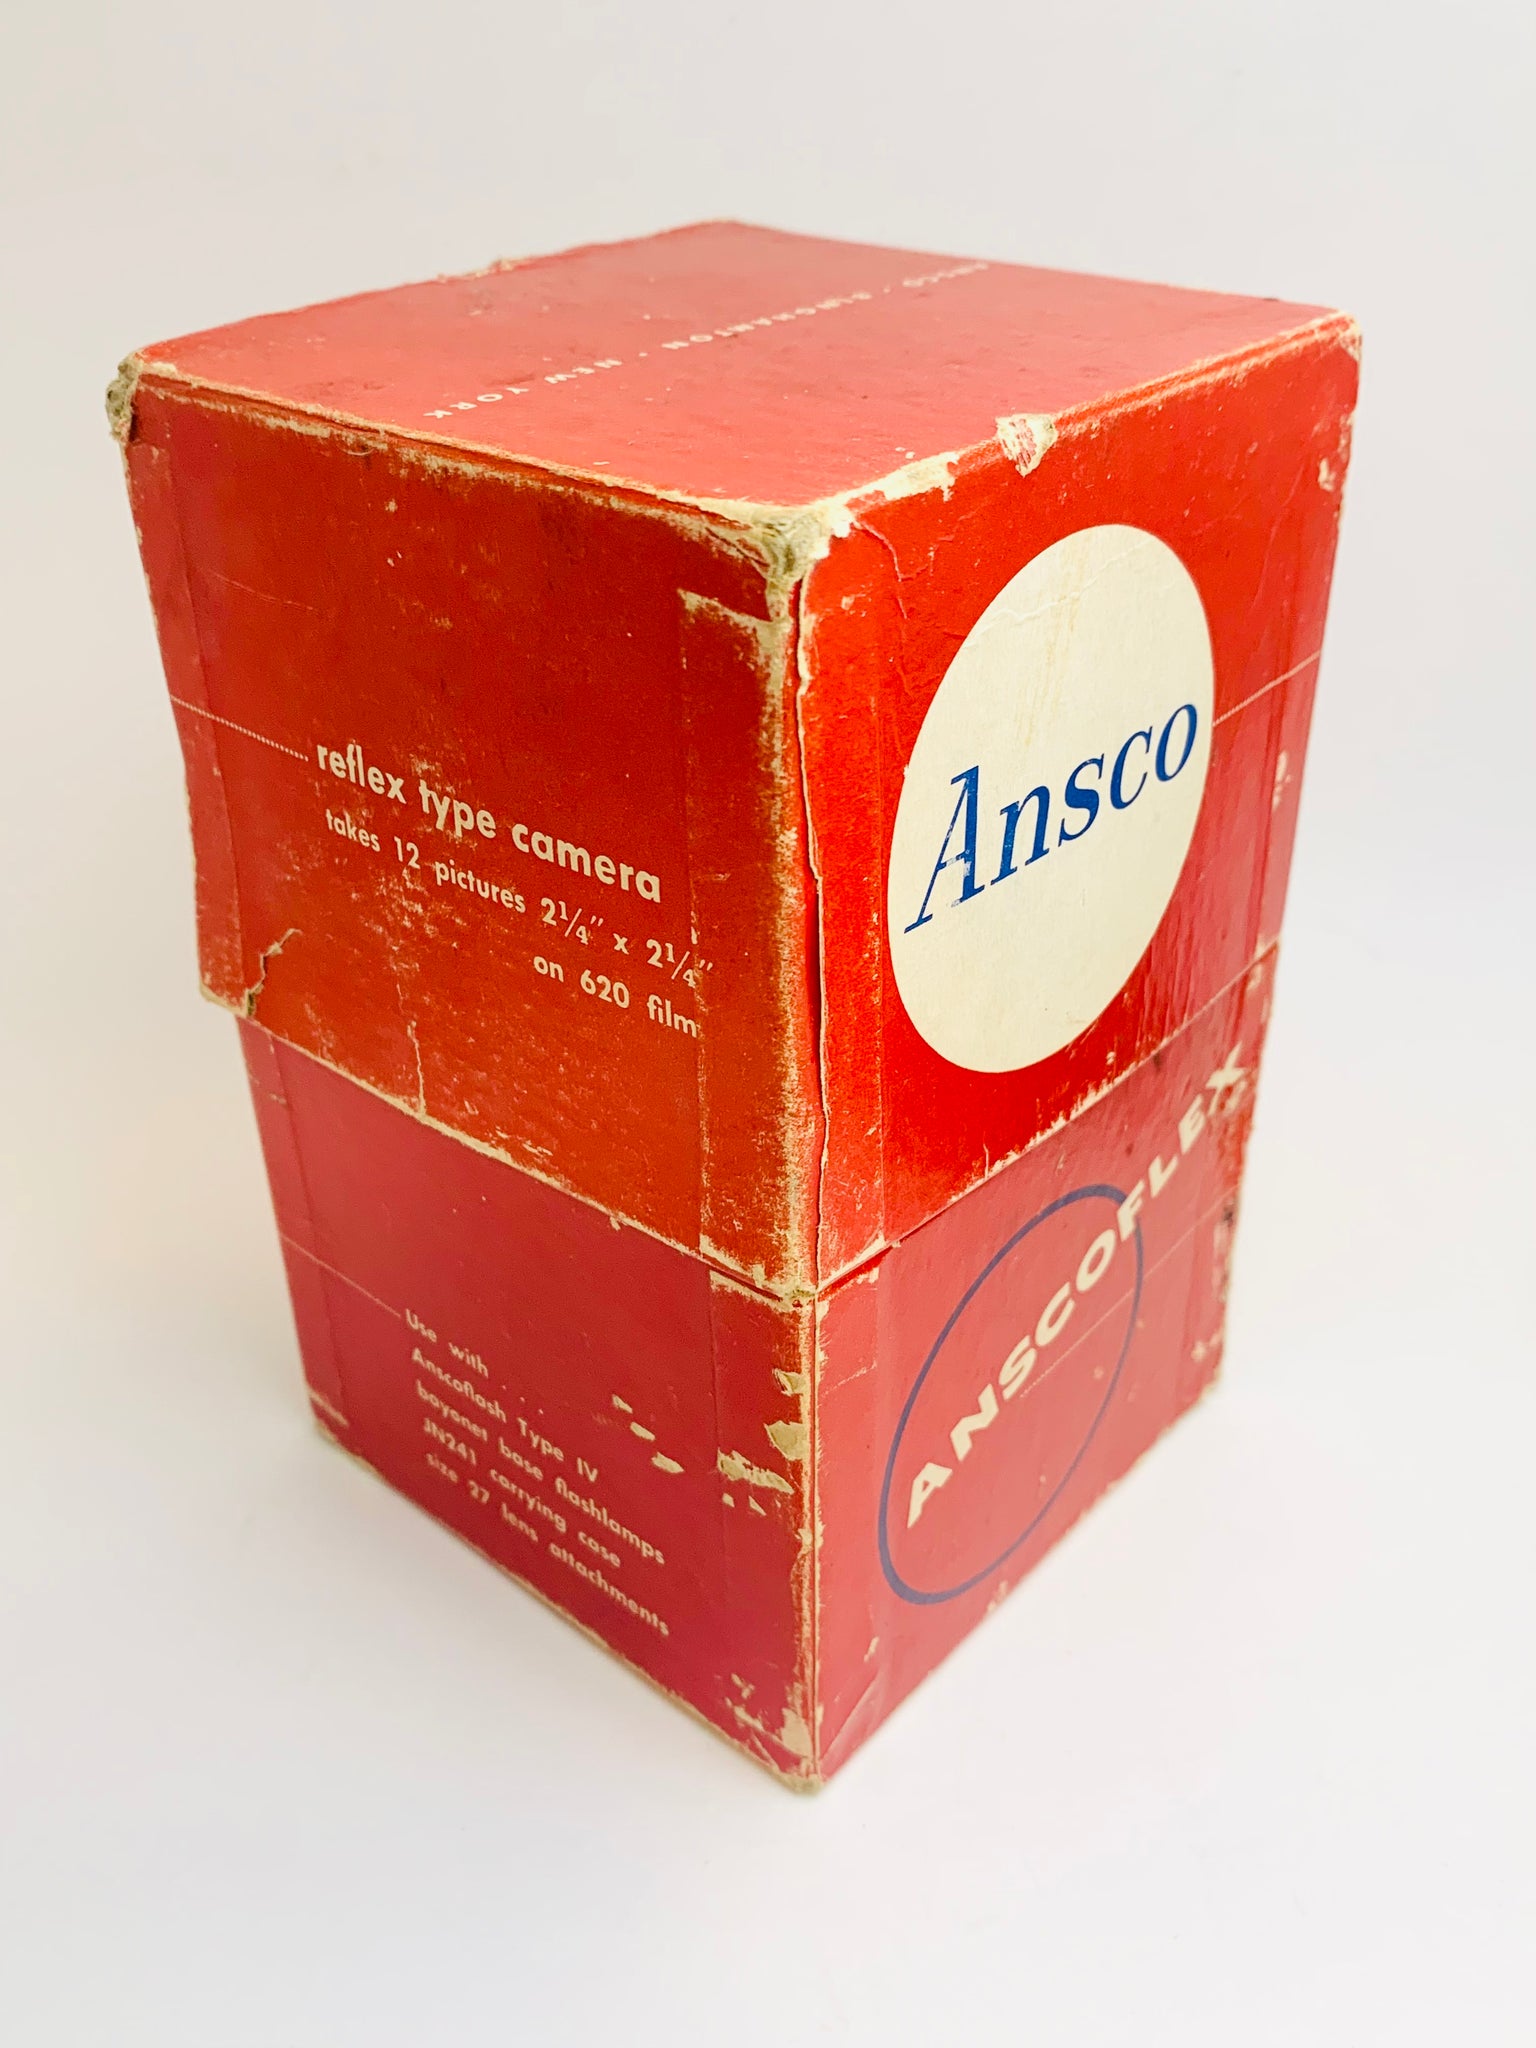 ANSCO · BINGHAMTON · NEW YORK
reflex type camera
takes 12 pictures 2¼" x 2¼"
on 620 film
Ansco
ANSCOFLEX
Use with . . .
Anscoflash Type IV
bayonet base flashlamps
JN241 carrying case
size 27 lens attachments